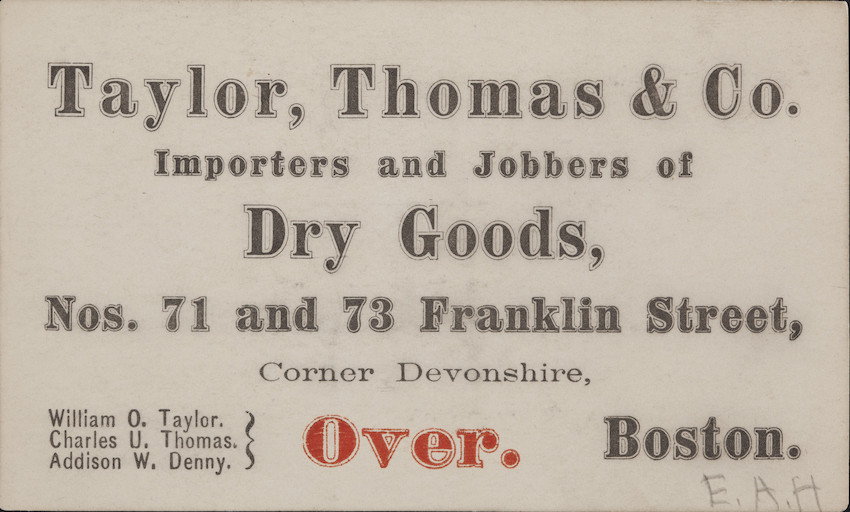 Taylor, Thomas & Co.
Importers and Jobbers of
Dry Goods,
Nos. 71 and 73 Franklin Street,
Corner Devonshire,
William O. Taylor.
Charles U. Thomas.
Addison W. Denny.
Over.
Boston.
E.A.H